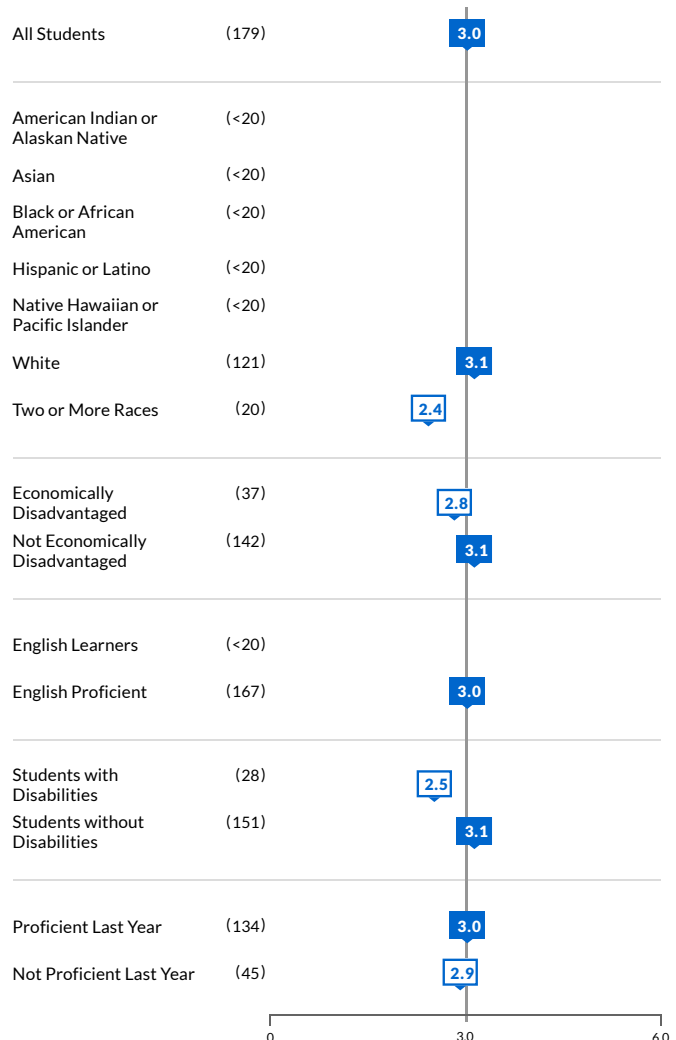 All Students (179) 3.0
American Indian or (<20)
Alaskan Native
Asian (<20)
Black or African (<20)
American
Hispanic or Latino (<20)
Native Hawaiian or (<20)
Pacific Islander
White (121) 3.1
Two or More Races (20) 2.4
Economically (37) 2.8
Disadvantaged
Not Economically (142) 3.1
Disadvantaged
English Learners (<20)
English Proficient (167) 3.0
Students with (28) 2.5
Disabilities
Students without (151) 3.1
Disabilities
Proficient Last Year (134) 3.0
Not Proficient Last Year (45) 2.9
0 3.0 6.0